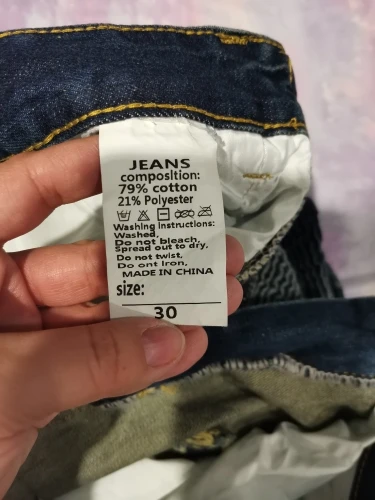 JEANS
composition:
79% cotton
21% Polyester
Washing instructions:
Washed,
Do not bleach,
Spread out to dry,
Do not twist,
Do ont iron,
MADE IN CHINA
size:
30